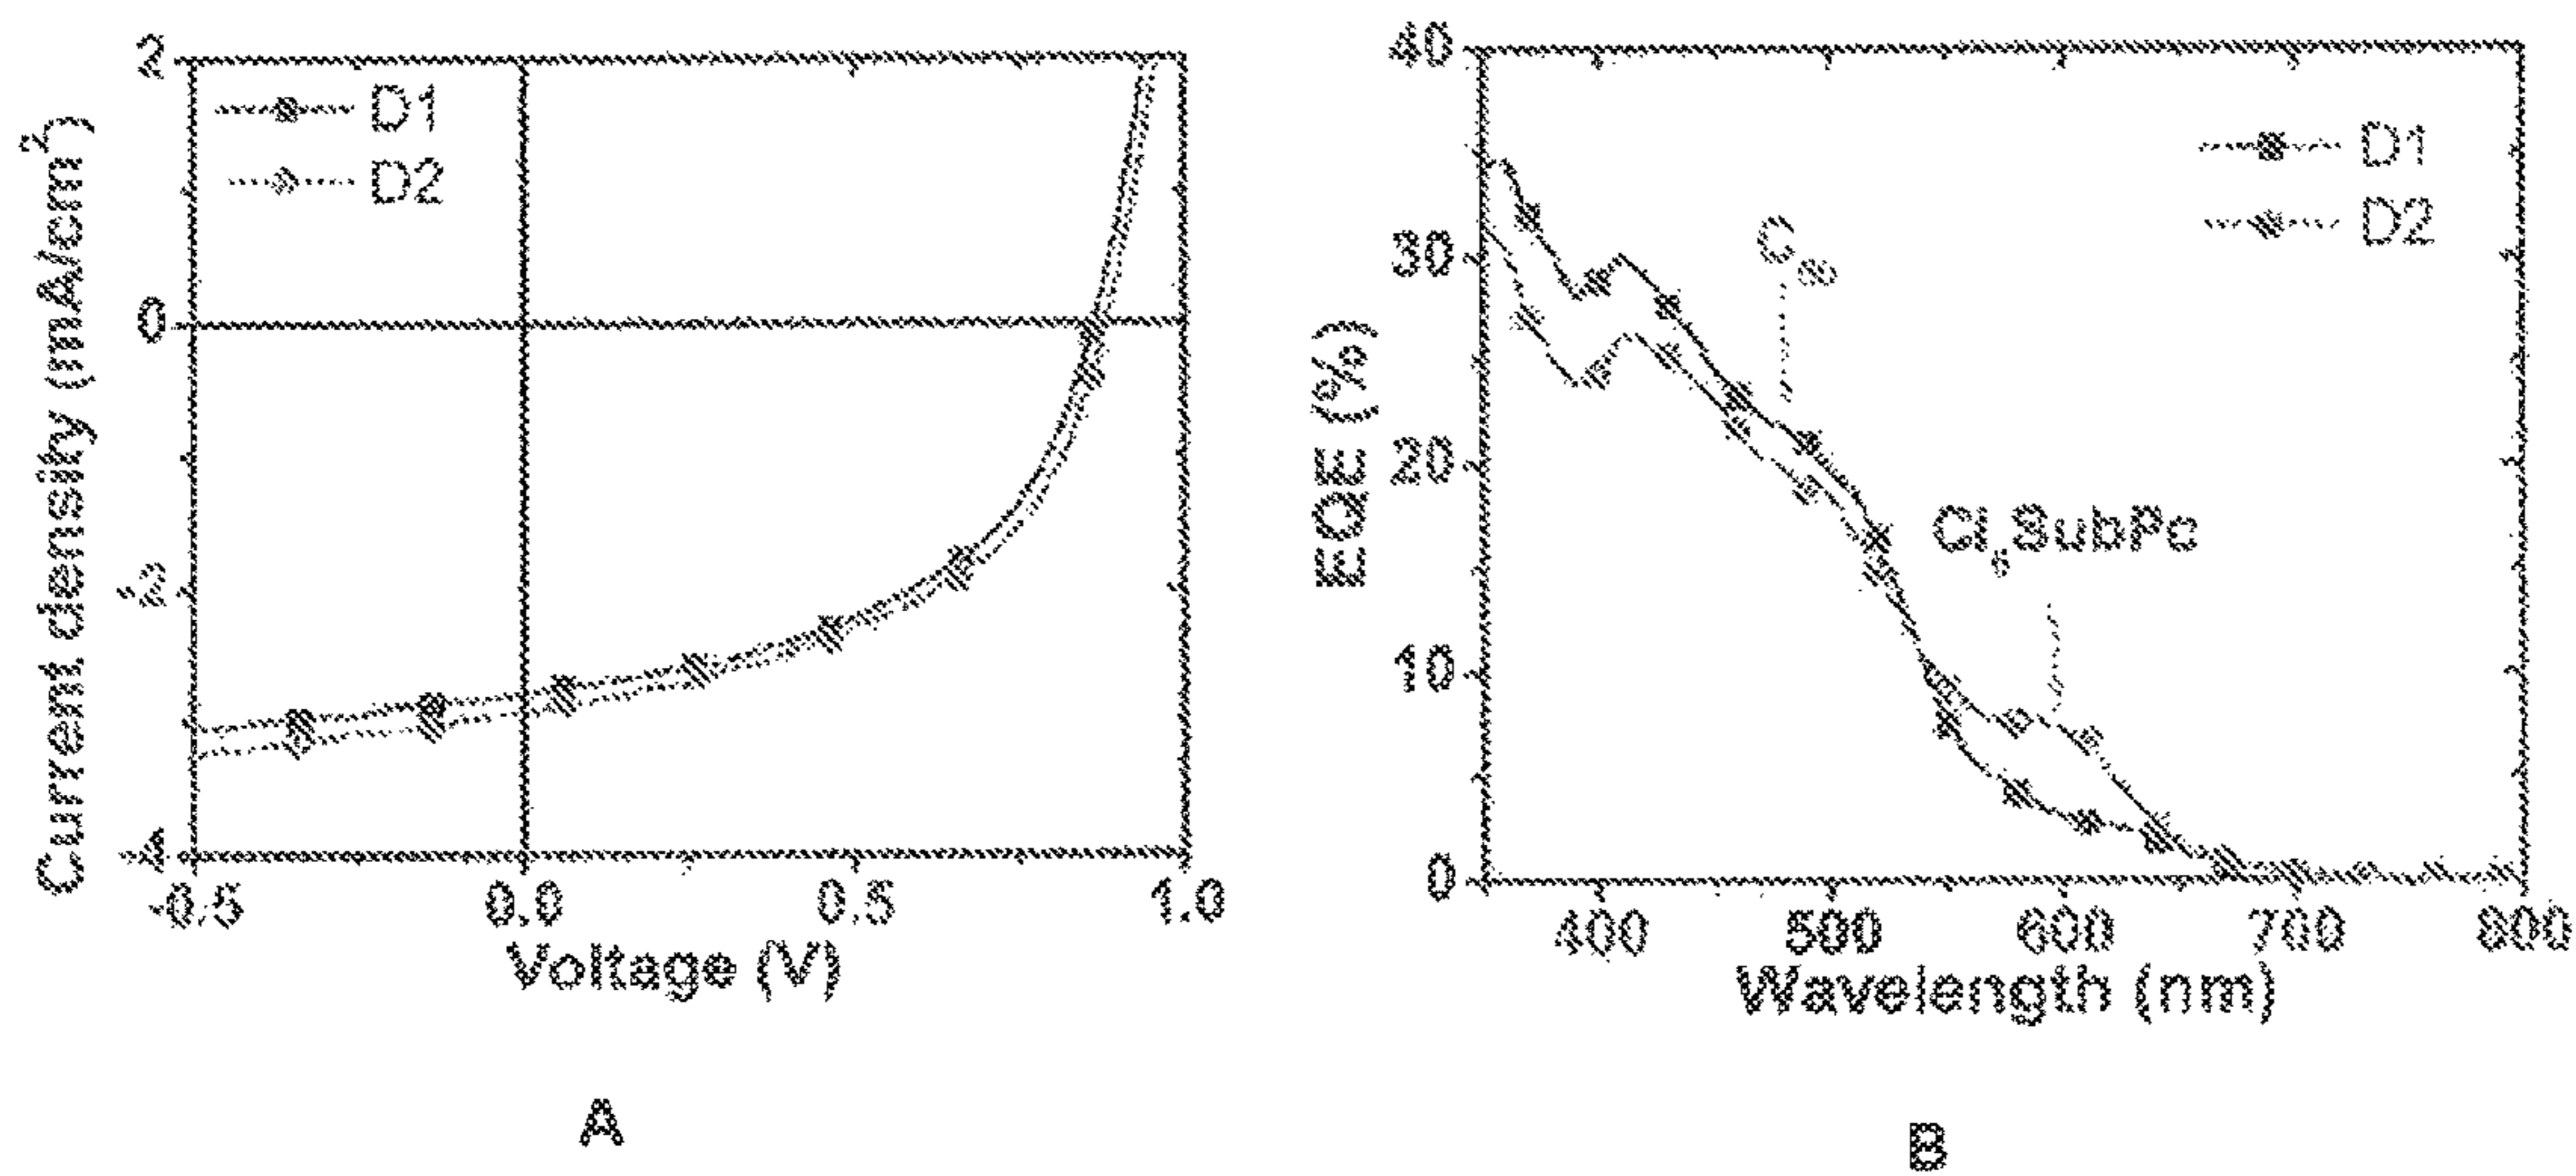 2
0
-2
-4
-0.5 0.0 0.5 1.0
Current density (mA/cm²)
Voltage (V)
D1
D2
A
40
30
20
10
0
400 500 600 700 800
EQE (%)
Wavelength (nm)
D1
D2
C₆₀
Cl₆SubPc
B